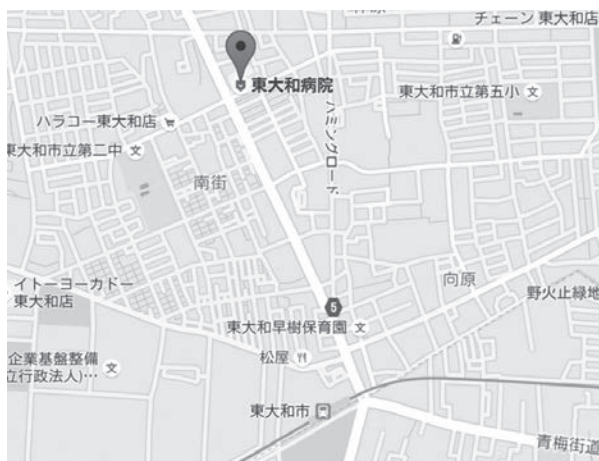 チェーン 東大和店
東大和病院
東大和市立第五小
ハミングロード
ハラコー東大和店
東大和市立第二中
南街
イトーヨーカドー
東大和店
向原
野火止緑地
5
東大和早樹保育園
企業基盤整備
立行政法人)…
松屋
東大和市
青梅街道